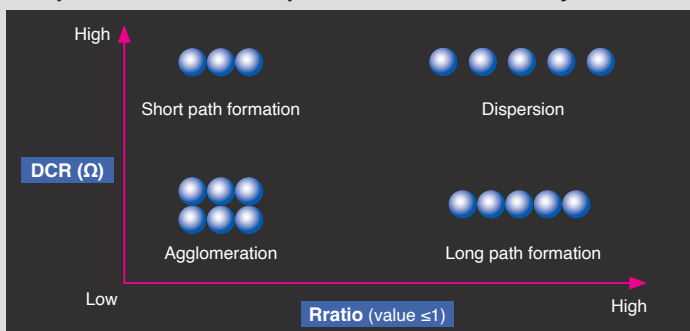 High
Short path formation
Dispersion
DCR (Ω)
Agglomeration
Long path formation
Low
Rratio (value ≤1)
High